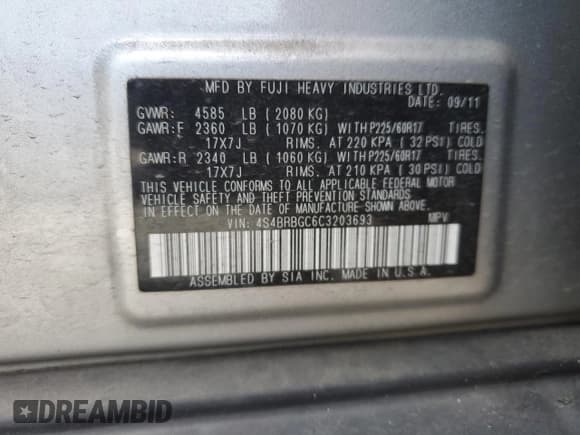 MFD BY FUJI HEAVY INDUSTRIES LTD.
DATE: 09/11
GVWR: 4585 LB (2080 KG)
GAWR:F 2360 LB (1070 KG) WITH P225/60R17 TIRES.
17X7J RIMS. AT 220 KPA (32 PSI) COLD
GAWR:R 2340 LB (1060 KG) WITH P225/60R17 TIRES.
17X7J RIMS. AT 210 KPA (30 PSI) COLD
THIS VEHICLE CONFORMS TO ALL APPLICABLE FEDERAL MOTOR
VEHICLE SAFETY AND THEFT PREVENTION STANDARDS
IN EFFECT ON THE DATE OF MANUFACTURE SHOWN ABOVE.
VIN: 4S4BRBGC6C3203693 MPV
ASSEMBLED BY SIA INC. MADE IN U.S.A.
DREAMBID